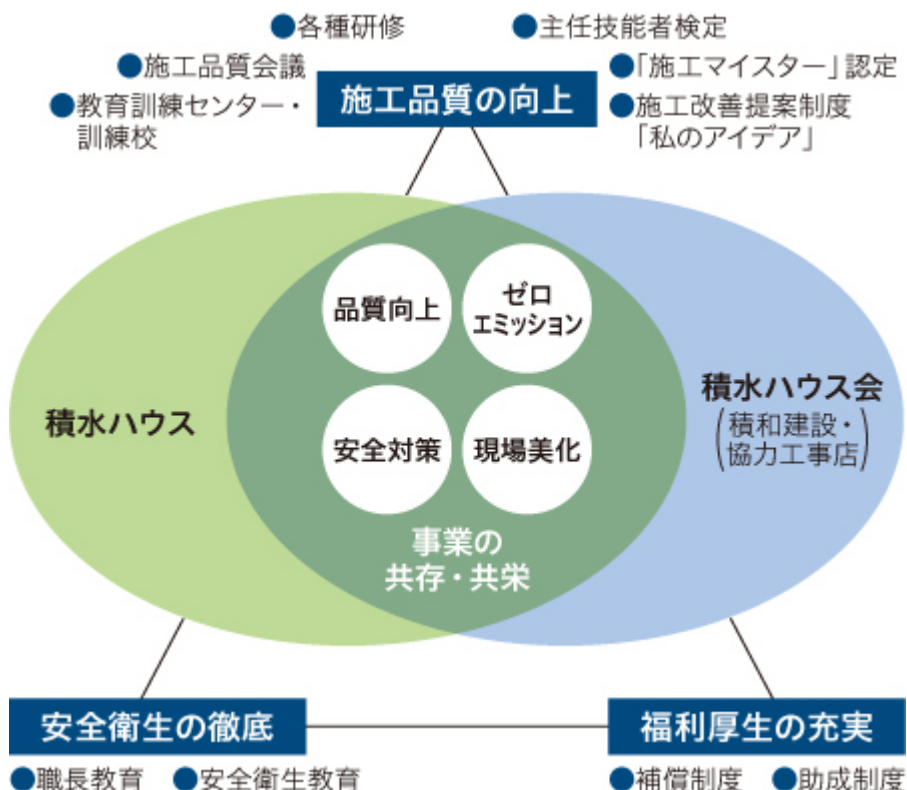 ●各種研修
●主任技能者検定
●施工品質会議
●「施工マイスター」認定
●教育訓練センター・
訓練校
施工品質の向上
●施工改善提案制度
「私のアイデア」
品質向上
ゼロ
エミッション
積水ハウス
安全対策
現場美化
積水ハウス会
(積和建設・
協力工事店)
事業の
共存・共栄
安全衛生の徹底
福利厚生の充実
●職長教育
●安全衛生教育
●補償制度
●助成制度